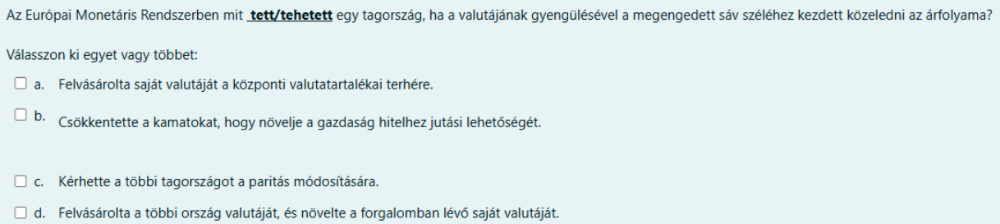 Az Európai Monetáris Rendszerben mit tett/tehetett egy tagország, ha a valutájának gyengülésével a megengedett sáv széléhez kezdett közeledni az árfolyama?
Válasszon ki egyet vagy többet:
a. Felvásárolta saját valutáját a központi valutatartalékai terhére.
b. Csökkentette a kamatokat, hogy növelje a gazdaság hitelhez jutási lehetőségét.
c. Kérhette a többi tagországot a paritás módosítására.
d. Felvásárolta a többi ország valutáját, és növelte a forgalomban lévő saját valutáját.